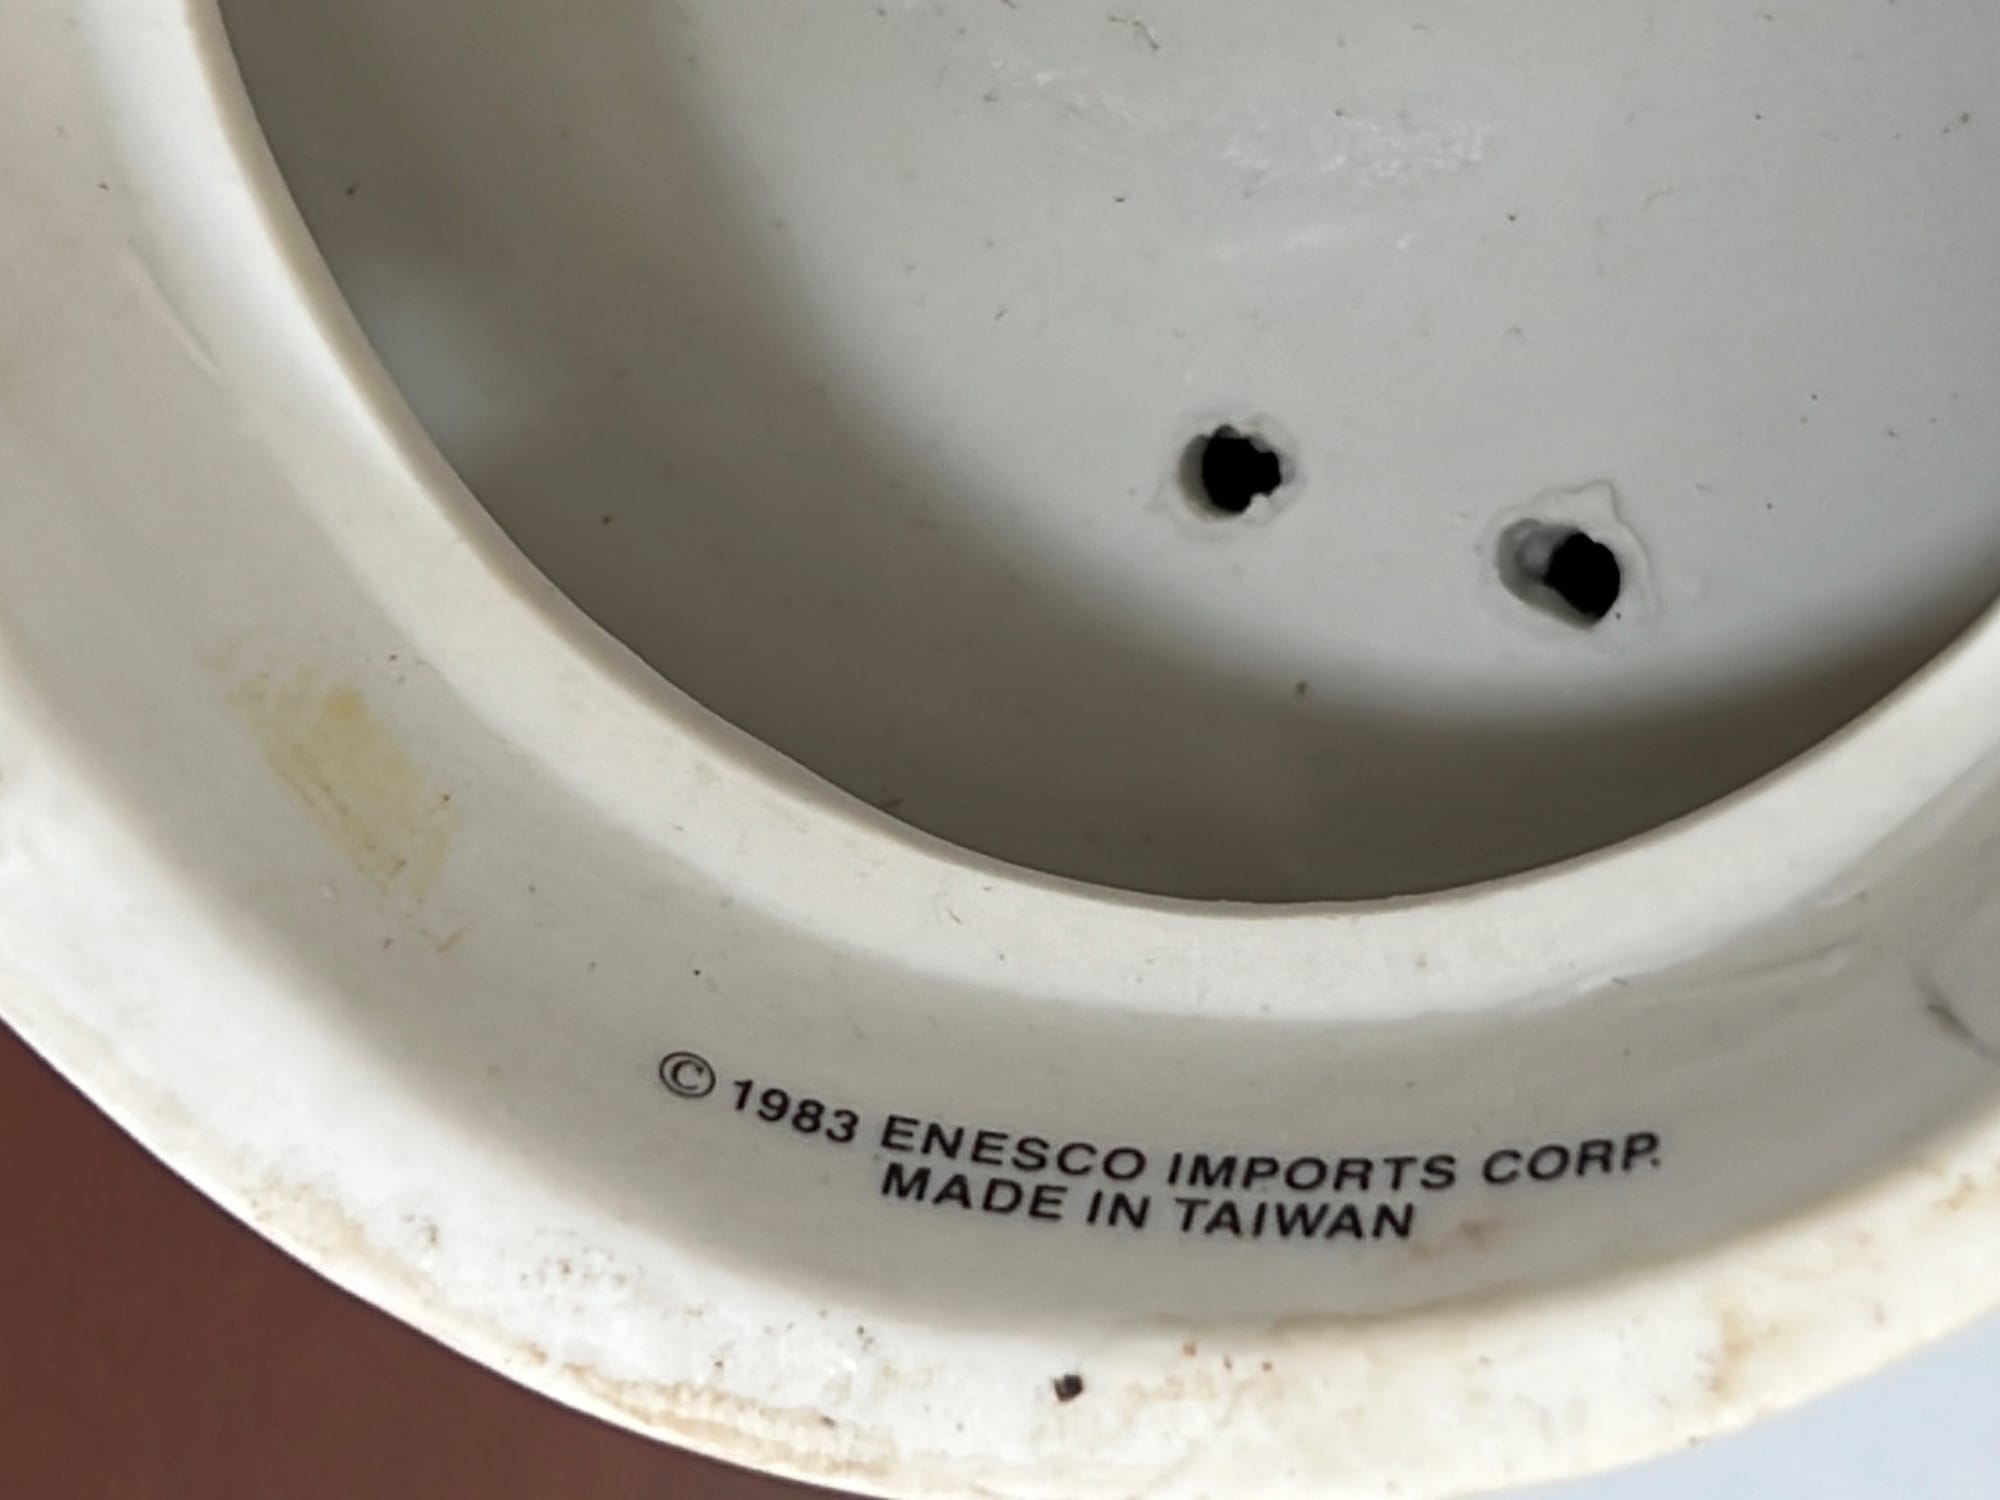 © 1983 ENESCO IMPORTS CORP.
MADE IN TAIWAN